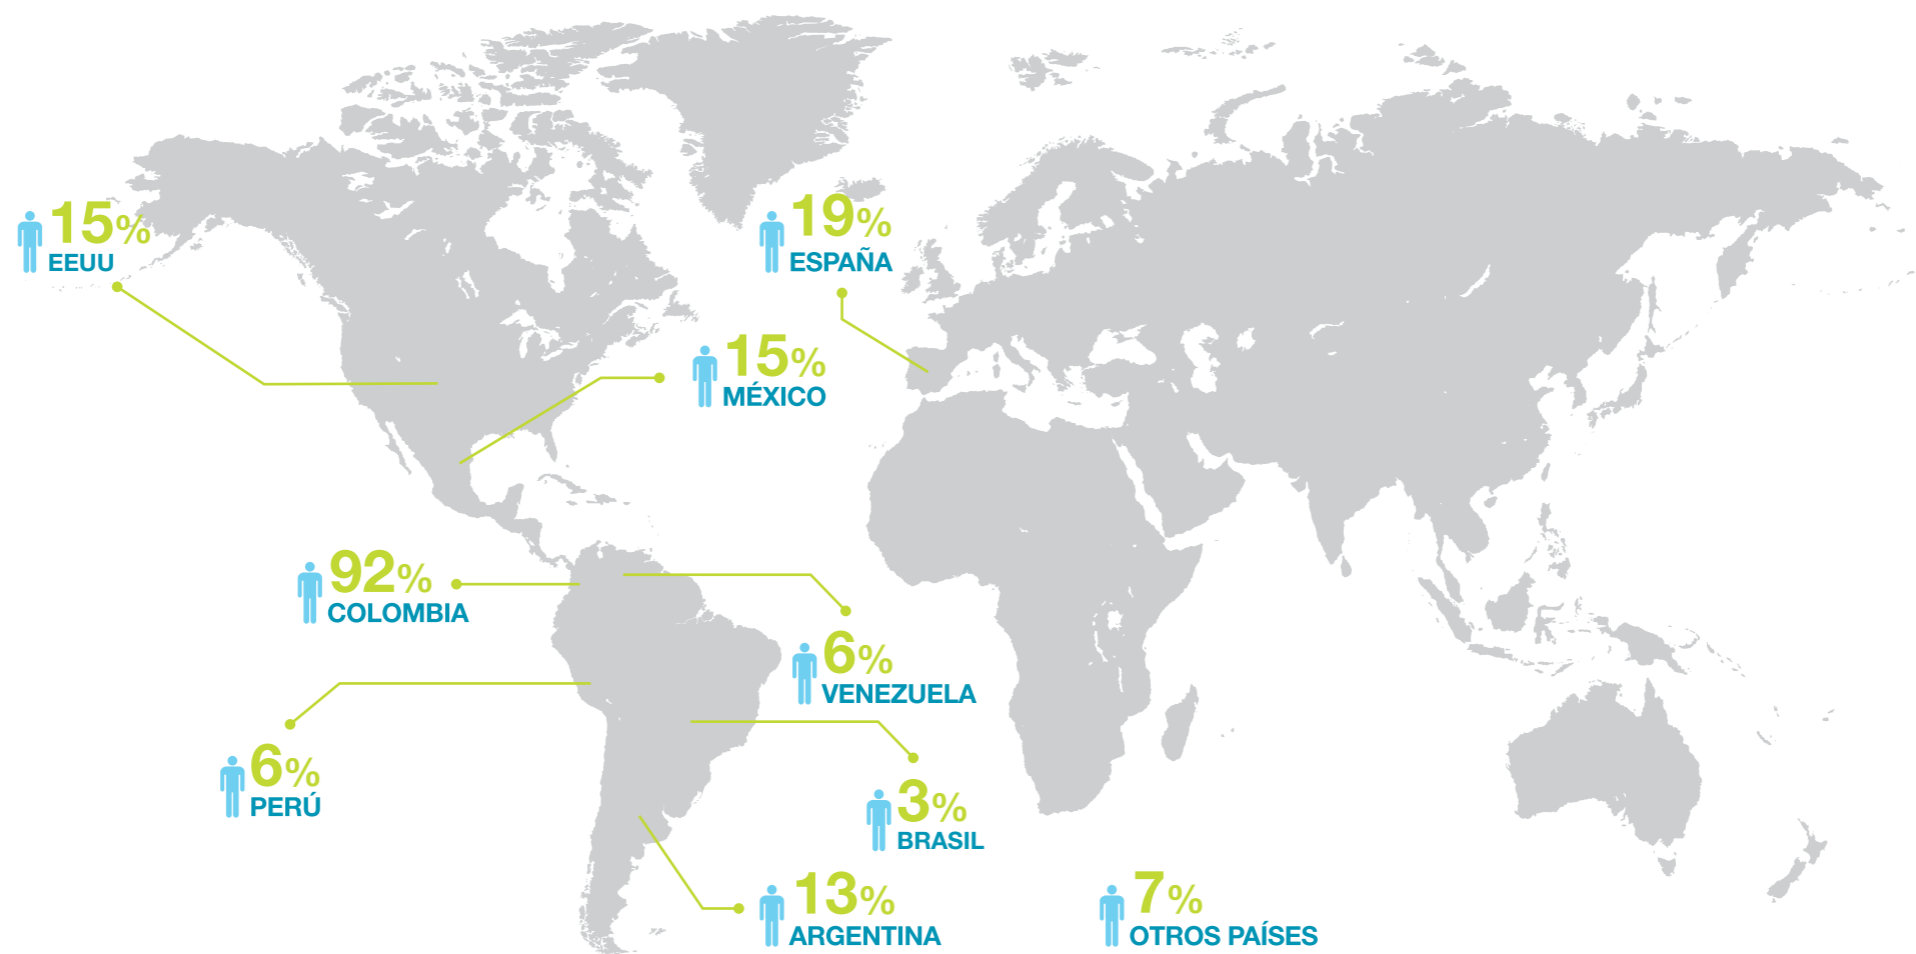 15%
EEUU
19%
ESPAÑA
15%
MÉXICO
92%
COLOMBIA
6%
VENEZUELA
6%
PERÚ
3%
BRASIL
13%
ARGENTINA
7%
OTROS PAÍSES